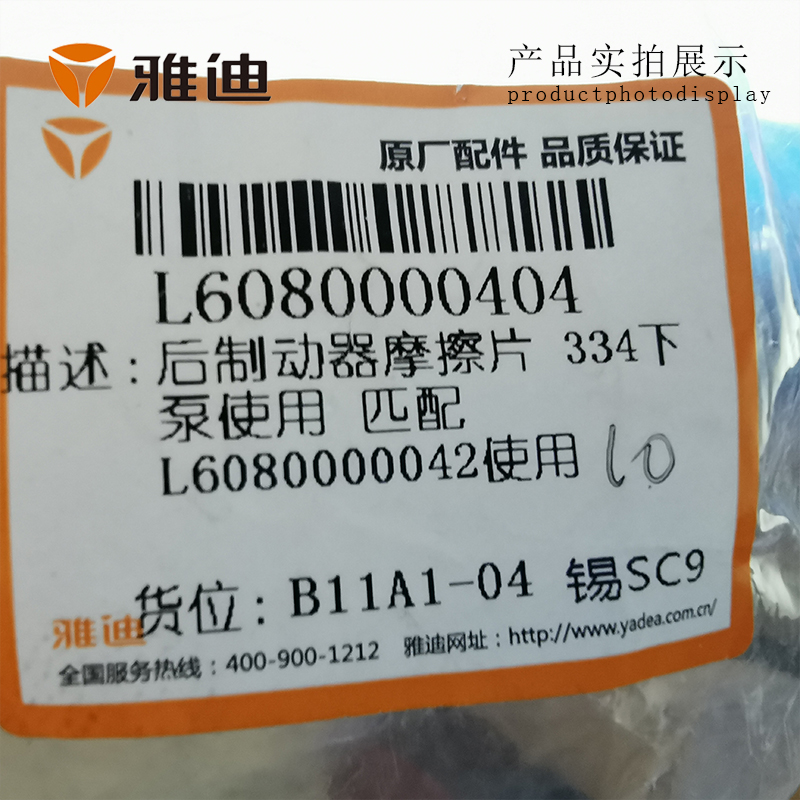 雅迪
产品实拍展示
productphotodisplay
原厂配件 品质保证
L6080000404
描述:后制动器摩擦片 334下
泵使用 匹配
L6080000042使用 10
货位:B11A1-04 锡SC9
雅迪
全国服务热线:400-900-1212 雅迪网址:http://www.yadea.com.cn/